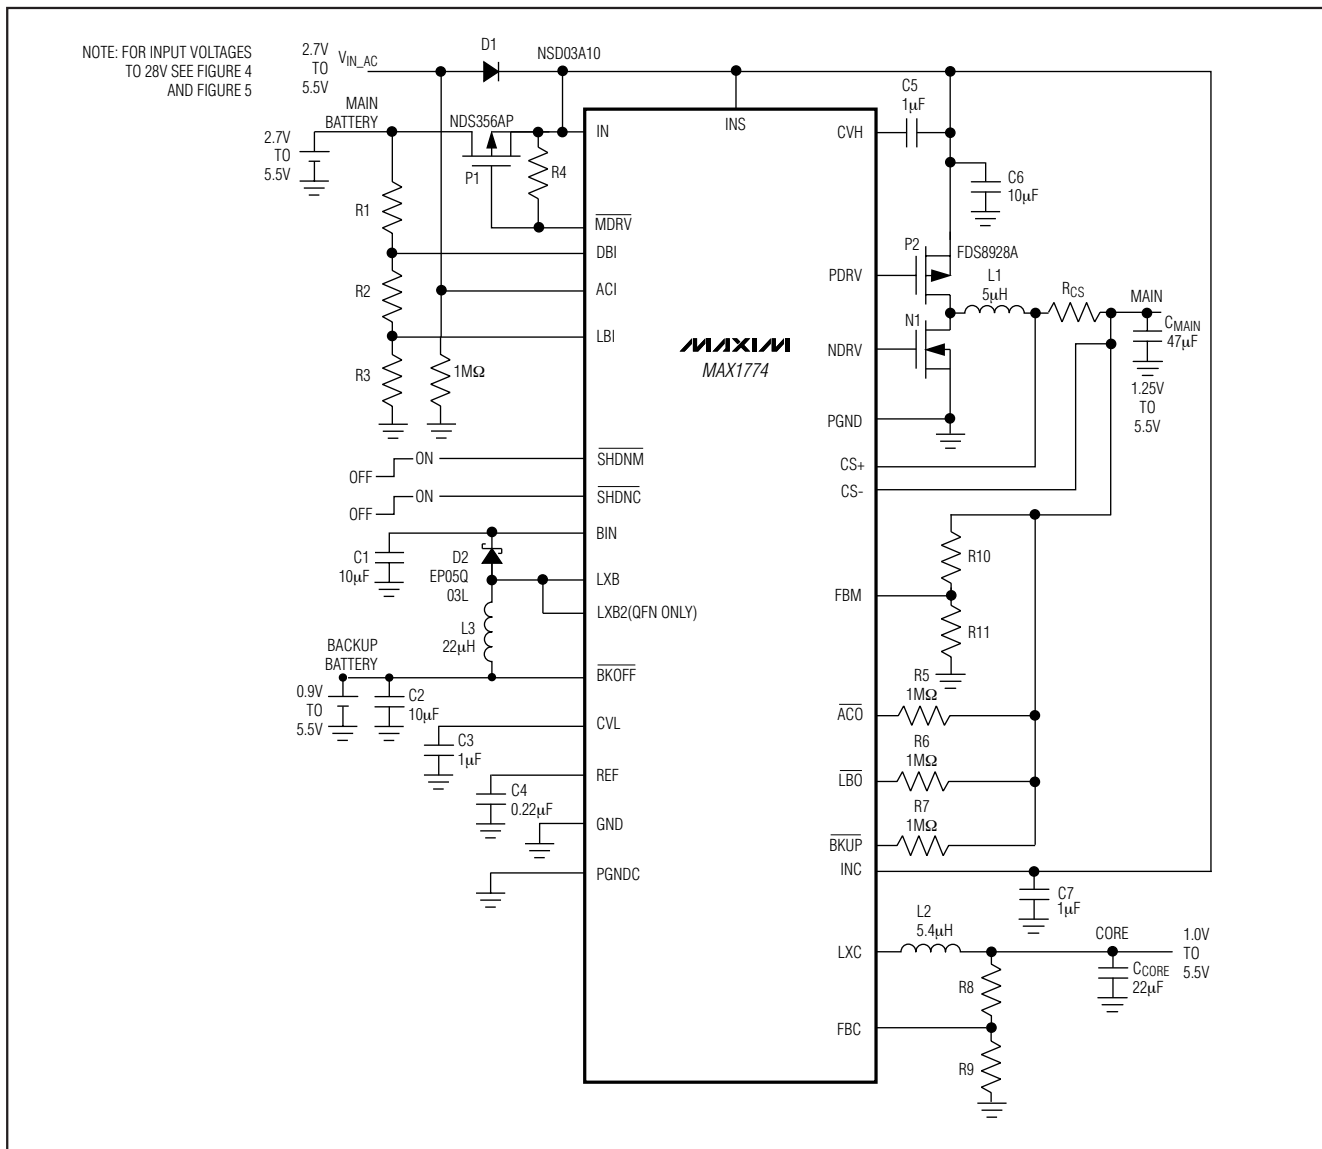 NOTE: FOR INPUT VOLTAGES
TO 28V SEE FIGURE 4
AND FIGURE 5
2.7V
TO
5.5V
VIN_AC
D1
NSD03A10
MAIN
BATTERY
2.7V
TO
5.5V
NDS356AP
P1
R4
R1
R2
R3
1MΩ
IN
MDRV
DBI
ACI
LBI
SHDNM
SHDNC
BIN
LXB
LXB2(QFN ONLY)
BKOFF
CVL
REF
GND
PGNDC
OFF
ON
OFF
ON
C1
10µF
D2
EP05Q
03L
L3
22µH
BACKUP
BATTERY
0.9V
TO
5.5V
C2
10µF
C3
1µF
C4
0.22µF
INS
MAXIM
MAX1774
CVH
PDRV
NDRV
PGND
CS+
CS-
FBM
ACO
LBO
BKUP
INC
LXC
FBC
C5
1µF
C6
10µF
P2
FDS8928A
N1
L1
5µH
RCS
MAIN
CMAIN
47µF
1.25V
TO
5.5V
R10
R11
R5
1MΩ
R6
1MΩ
R7
1MΩ
C7
1µF
L2
5.4µH
CORE
1.0V
TO
5.5V
CCORE
22µF
R8
R9